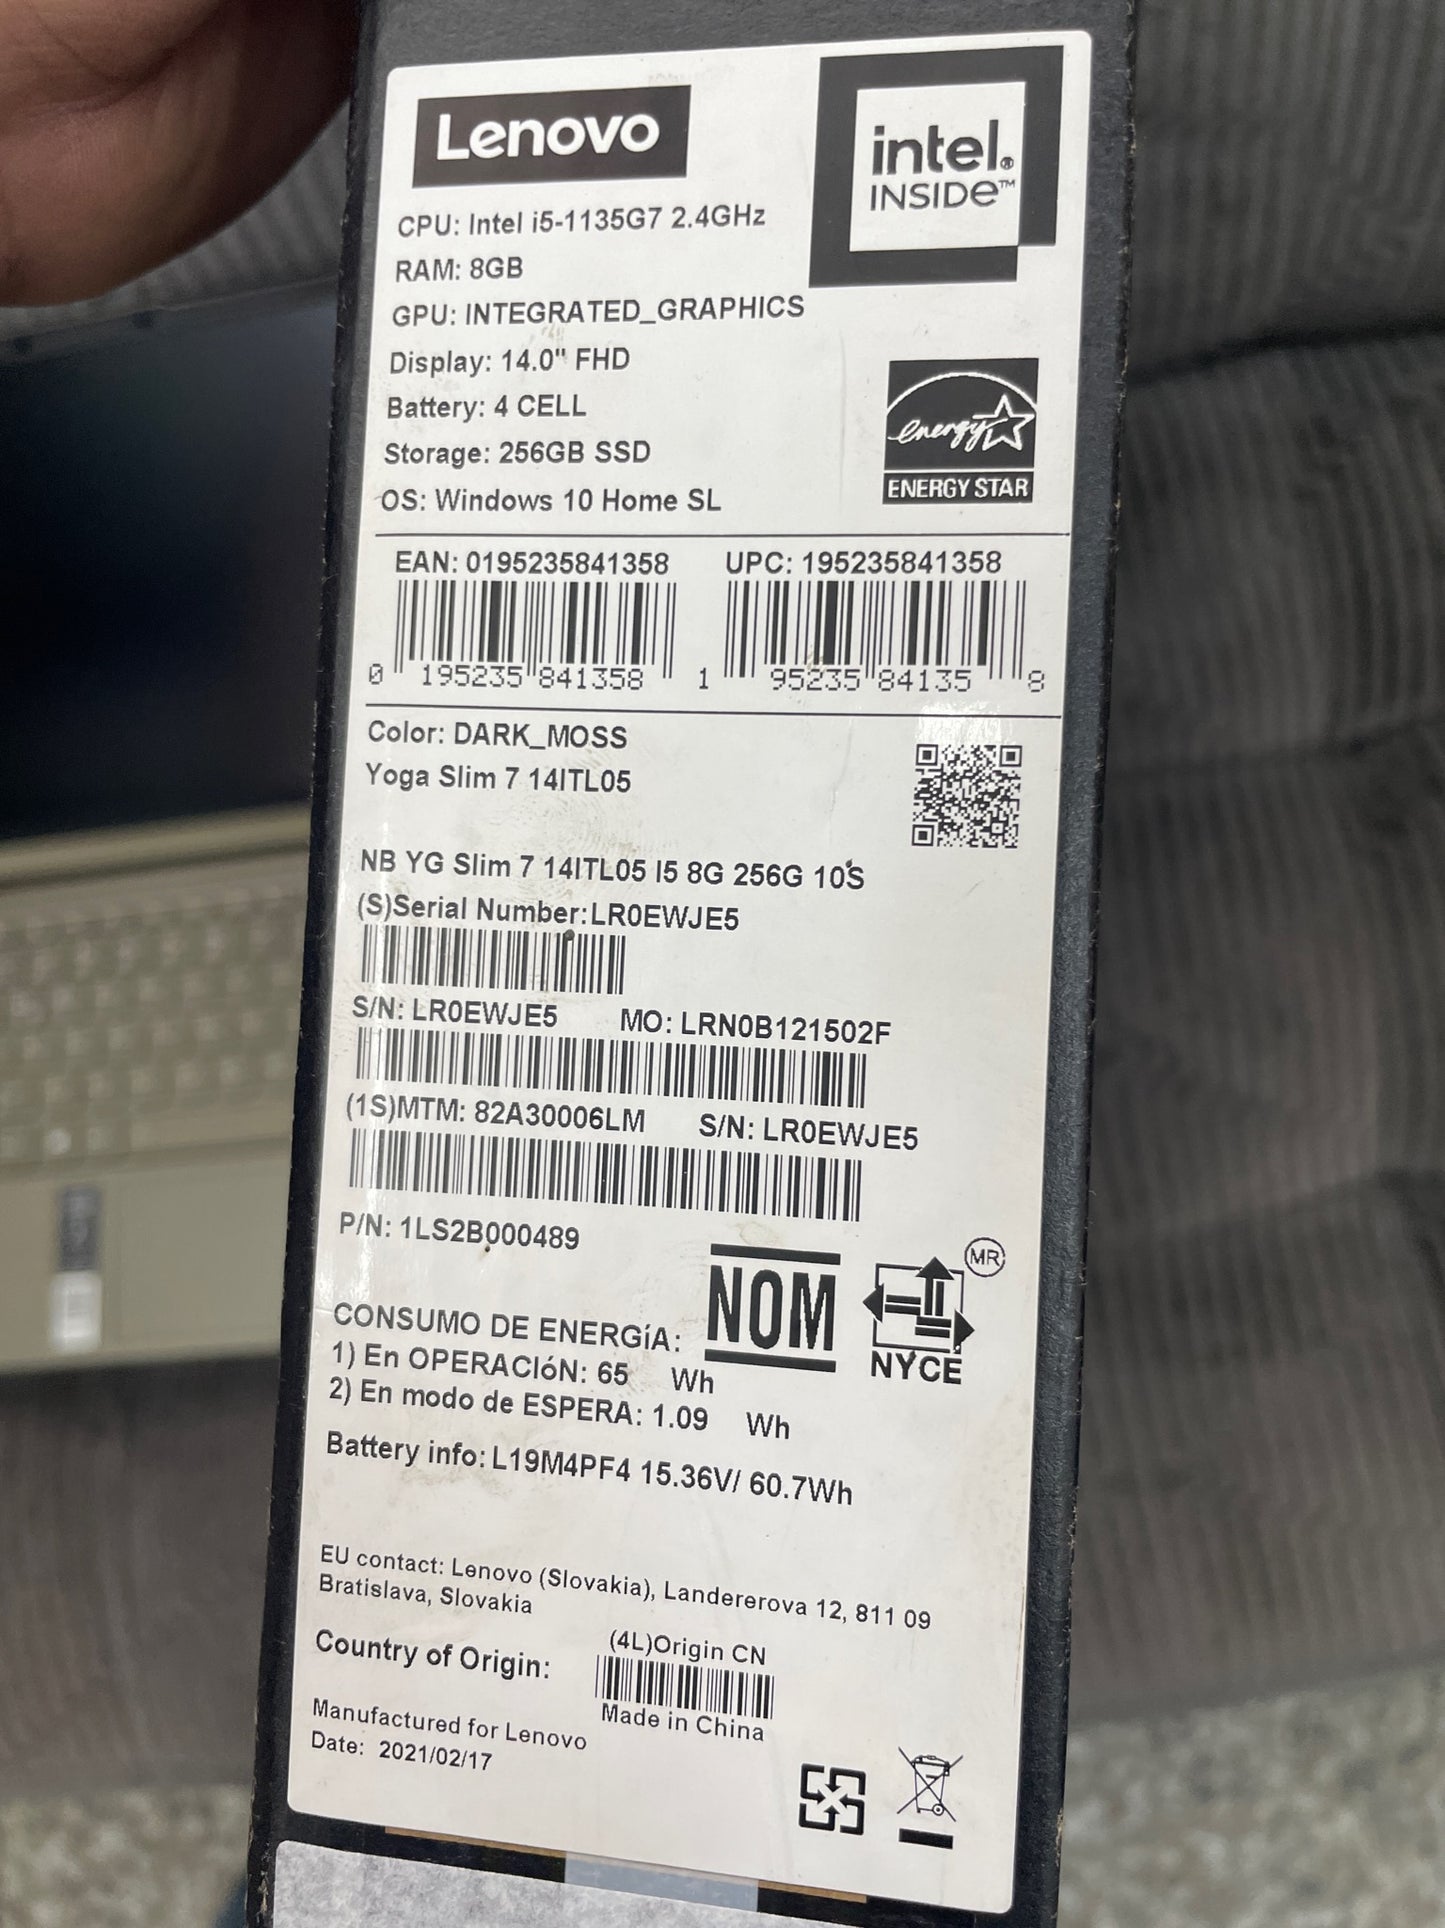 Lenovo
intel.®
INSIDe™
CPU: Intel i5-1135G7 2.4GHz
RAM: 8GB
GPU: INTEGRATED_GRAPHICS
Display: 14.0" FHD
Battery: 4 CELL
Storage: 256GB SSD
OS: Windows 10 Home SL
energy
ENERGY STAR
EAN: 0195235841358 UPC: 195235841358
0 195235 841358 1 95235 84135 8
Color: DARK_MOSS
Yoga Slim 7 14ITL05
NB YG Slim 7 14ITL05 I5 8G 256G 10S
(S)Serial Number:LR0EWJE5
S/N: LR0EWJE5 MO: LRN0B121502F
(1S)MTM: 82A30006LM S/N: LR0EWJE5
P/N: 1LS2B000489
NOM
MR
NYCE
CONSUMO DE ENERGíA:
1) En OPERACIóN: 65 Wh
2) En modo de ESPERA: 1.09 Wh
Battery info: L19M4PF4 15.36V/ 60.7Wh
EU contact: Lenovo (Slovakia), Landererova 12, 811 09
Bratislava, Slovakia
Country of Origin:
(4L)Origin CN
Made in China
Manufactured for Lenovo
Date: 2021/02/17